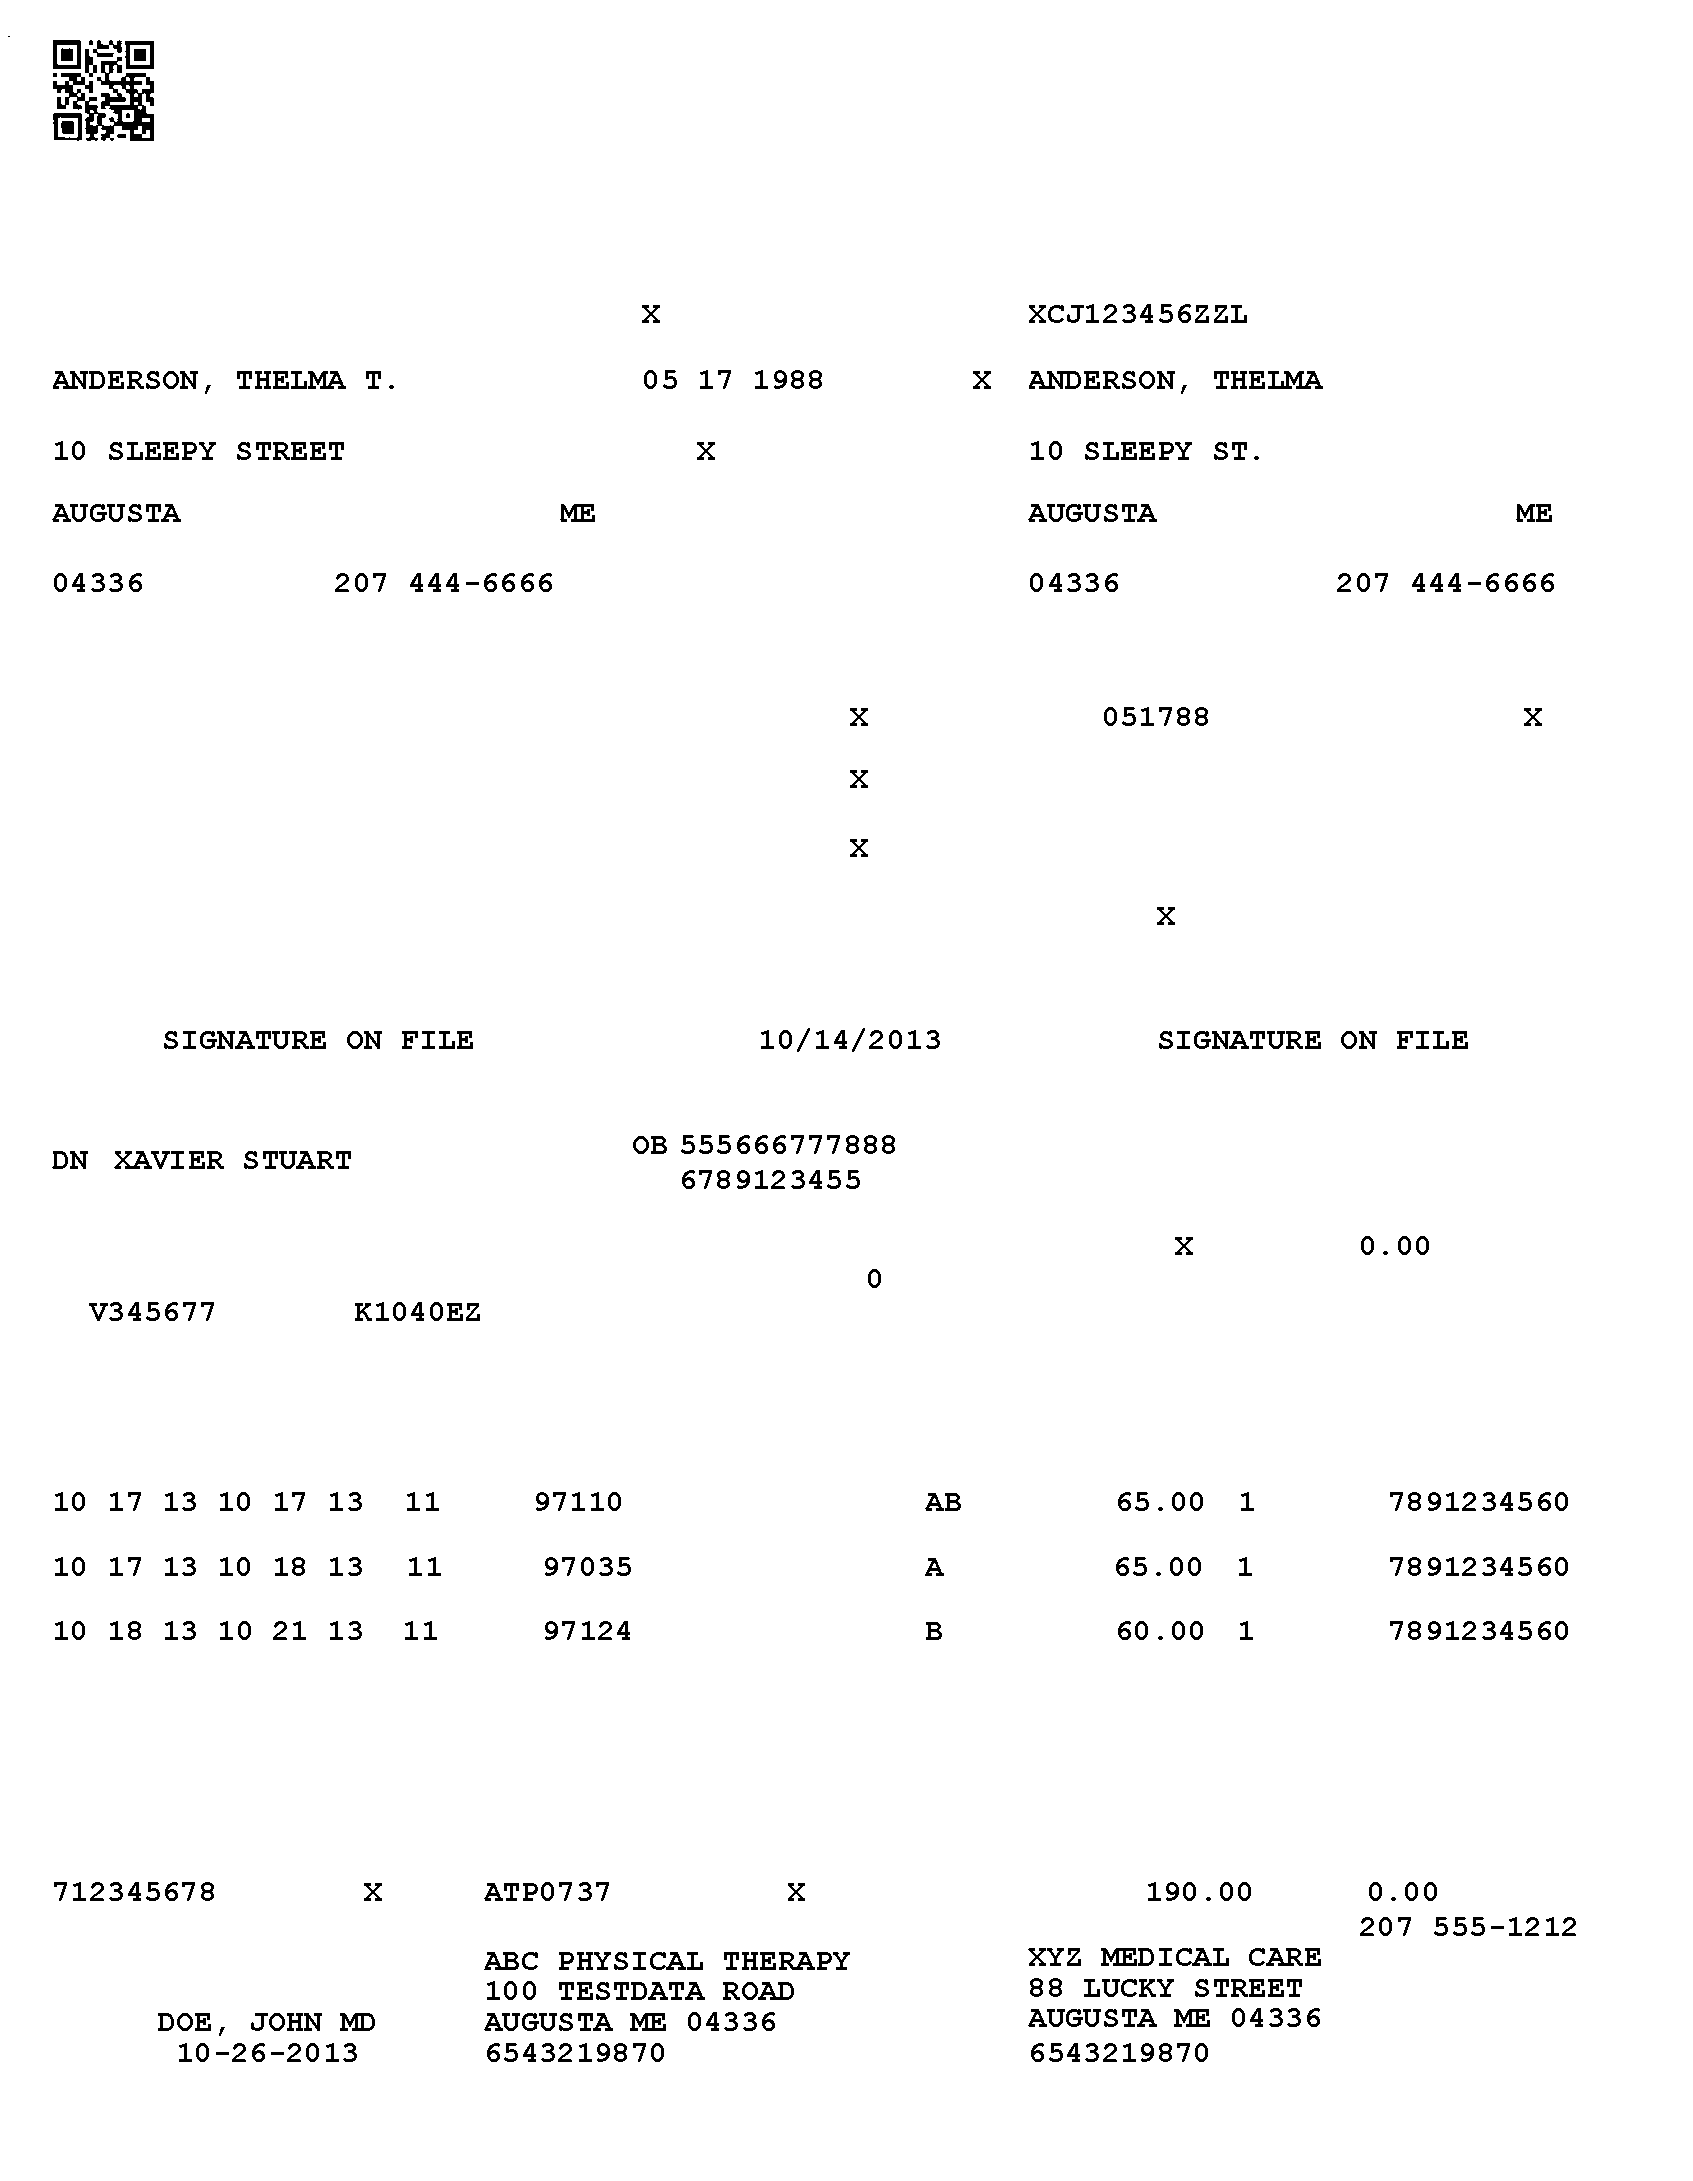 X XCJ123456ZZL
ANDERSON, THELMA T. 05 17 1988 X ANDERSON, THELMA
10 SLEEPY STREET X 10 SLEEPY ST.
AUGUSTA ME AUGUSTA ME
04336 207 444-6666 04336 207 444-6666
X 051788 X
X
X
X
SIGNATURE ON FILE 10/14/2013 SIGNATURE ON FILE
OB 555666777888
DN XAVIER STUART
6789123455
X 0.00
0
V345677 K1040EZ
10 17 13 10 17 13 11 97110 AB 65.00 1 7891234560
10 17 13 10 18 13 11 97035 A 65.00 1 7891234560
10 18 13 10 21 13 11 97124 B 60.00 1 7891234560
712345678 X ATP0737 X 190.00 0.00
207 555-1212
ABC PHYSICAL THERAPY XYZ MEDICAL CARE
100 TESTDATA ROAD 88 LUCKY STREET
DOE, JOHN MD AUGUSTA ME 04336 AUGUSTA ME 04336
10-26-2013 6543219870 6543219870